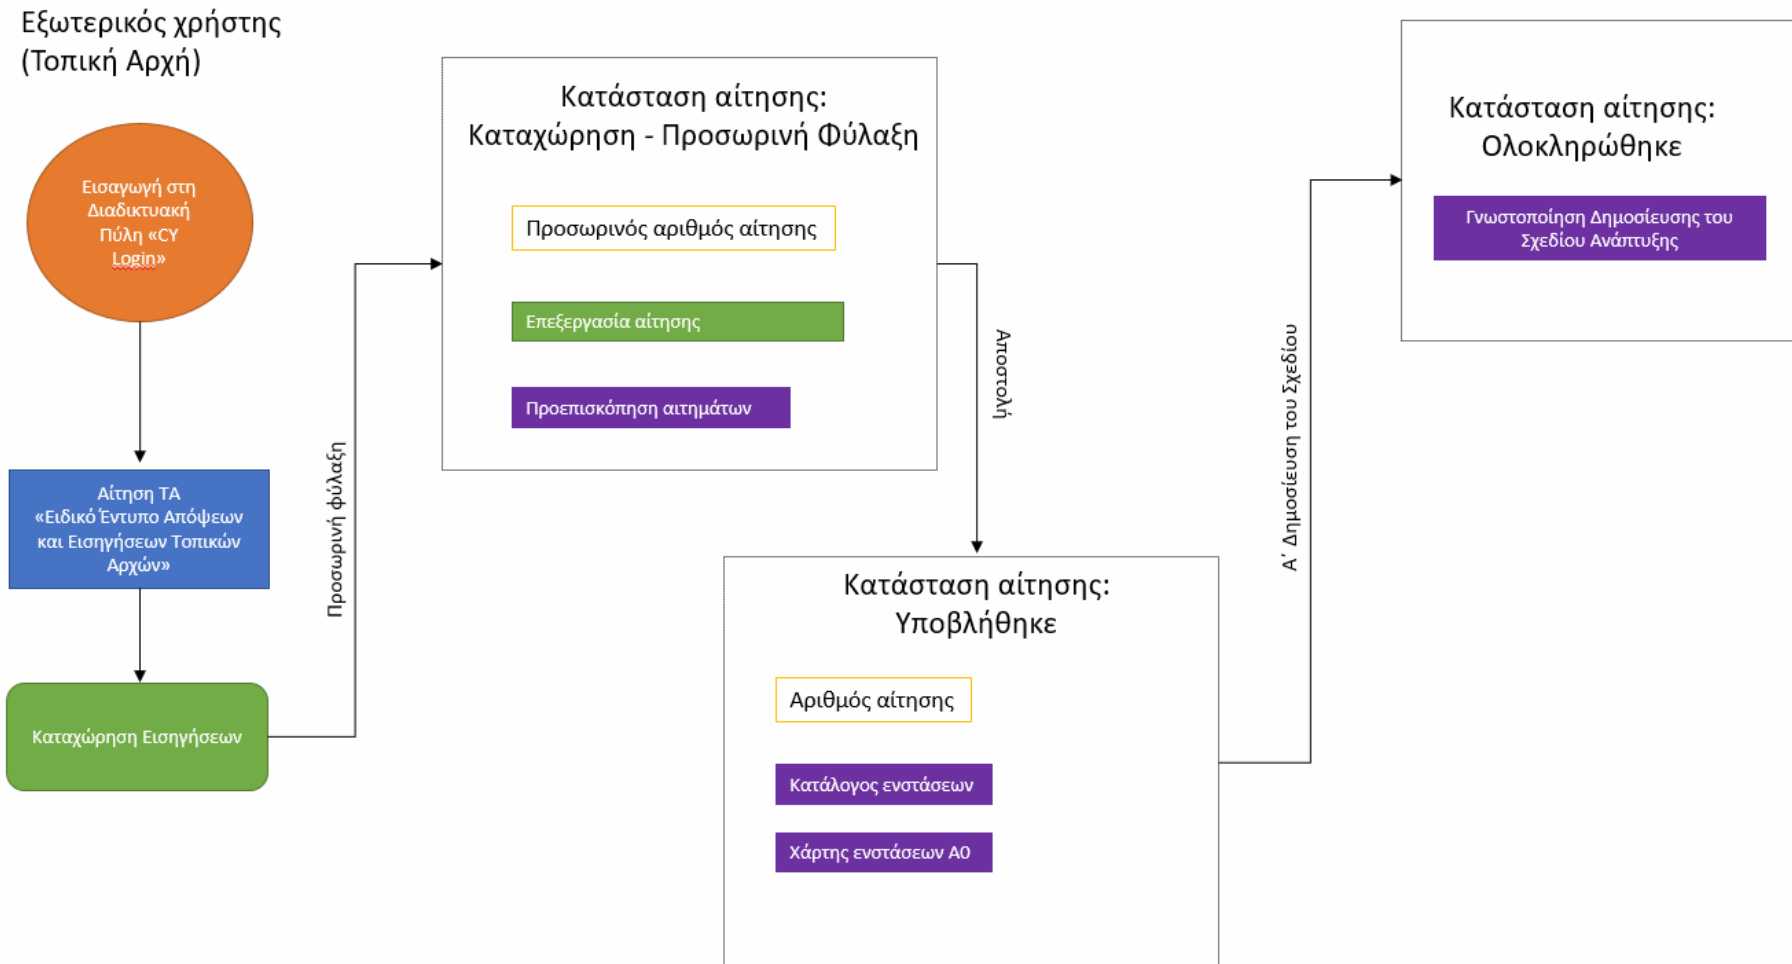 Εξωτερικός χρήστης
(Τοπική Αρχή)
Εισαγωγή στη
Διαδικτυακή
Πύλη «CY
Login»
Αίτηση ΤΑ
«Ειδικό Έντυπο Απόψεων
και Εισηγήσεων Τοπικών
Αρχών»
Καταχώρηση Εισηγήσεων
Προσωρινή φύλαξη
Κατάσταση αίτησης:
Καταχώρηση - Προσωρινή Φύλαξη
Προσωρινός αριθμός αίτησης
Επεξεργασία αίτησης
Προεπισκόπηση αιτημάτων
Αποστολή
Κατάσταση αίτησης:
Υποβλήθηκε
Αριθμός αίτησης
Κατάλογος ενστάσεων
Χάρτης ενστάσεων Α0
Α΄ Δημοσίευση του Σχεδίου
Κατάσταση αίτησης:
Ολοκληρώθηκε
Γνωστοποίηση Δημοσίευσης του
Σχεδίου Ανάπτυξης